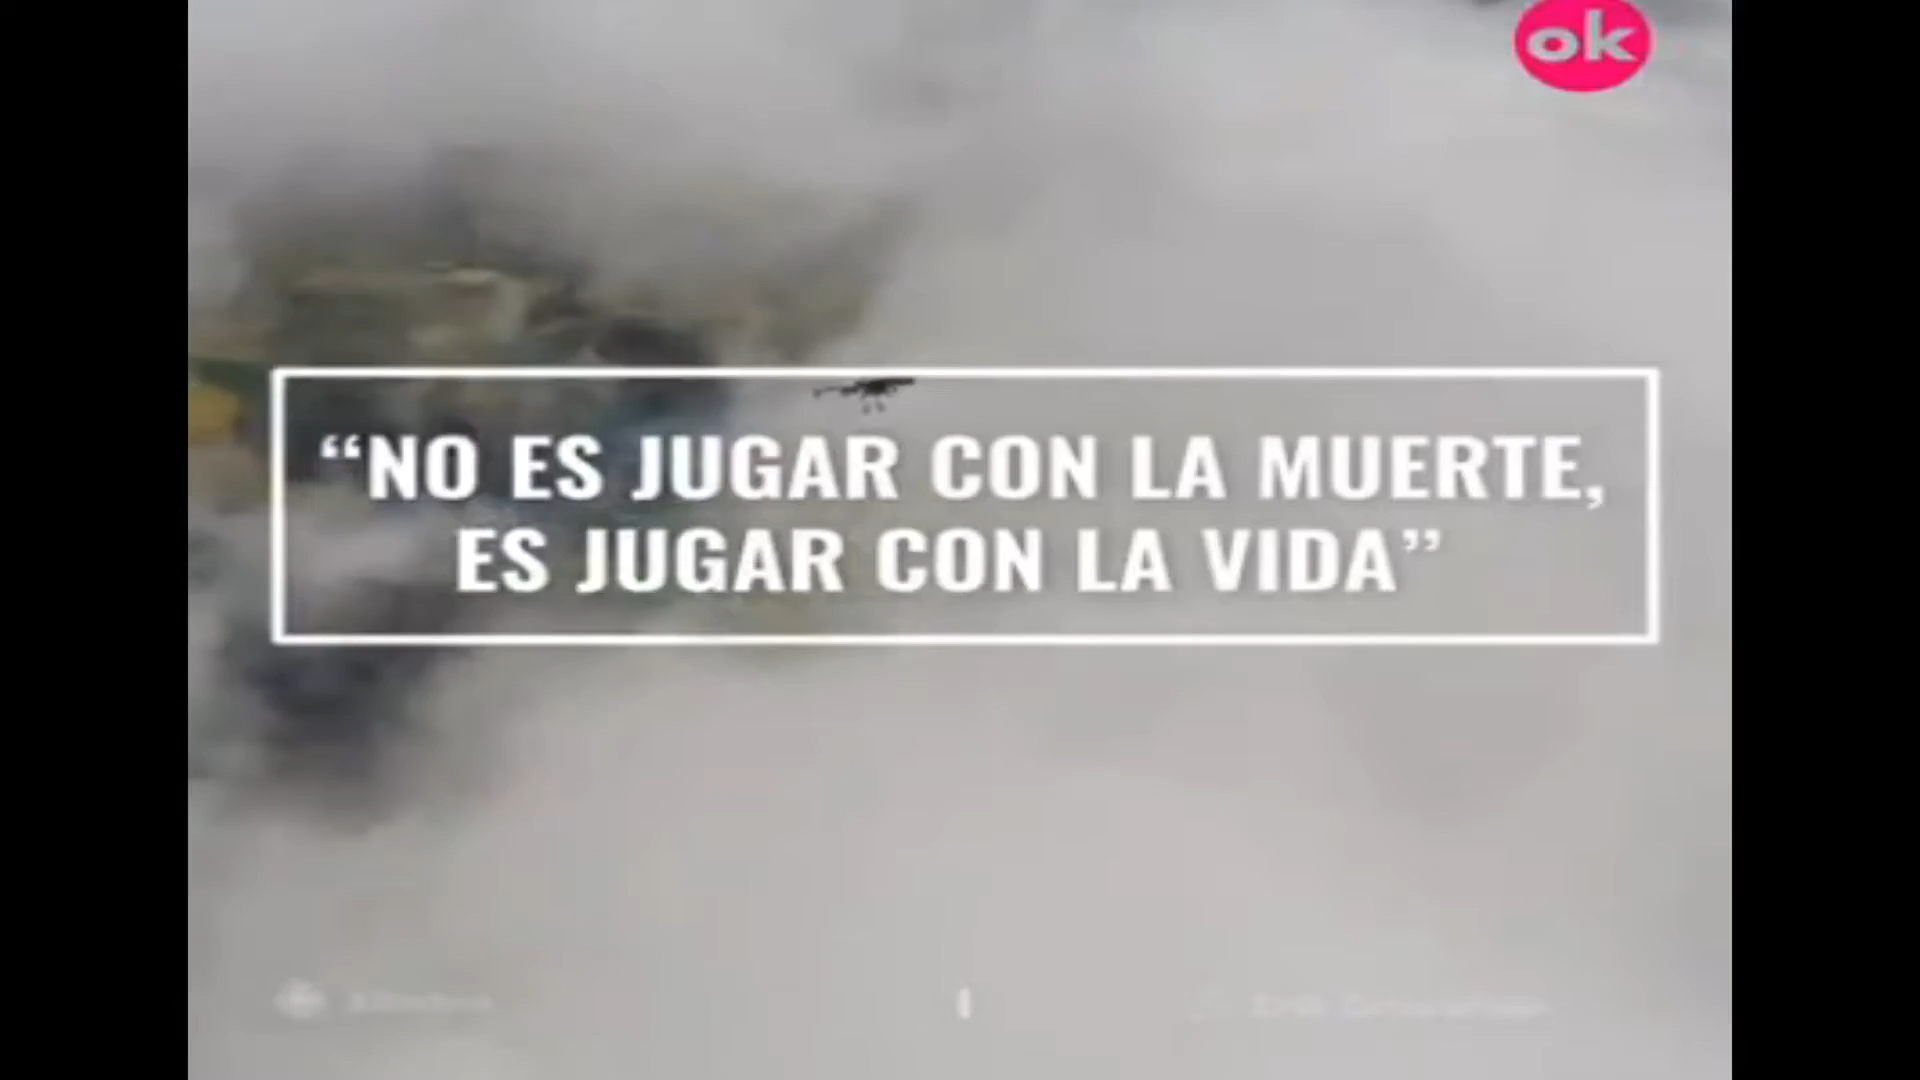 ok
“NO ES JUGAR CON LA MUERTE,
ES JUGAR CON LA VIDA”